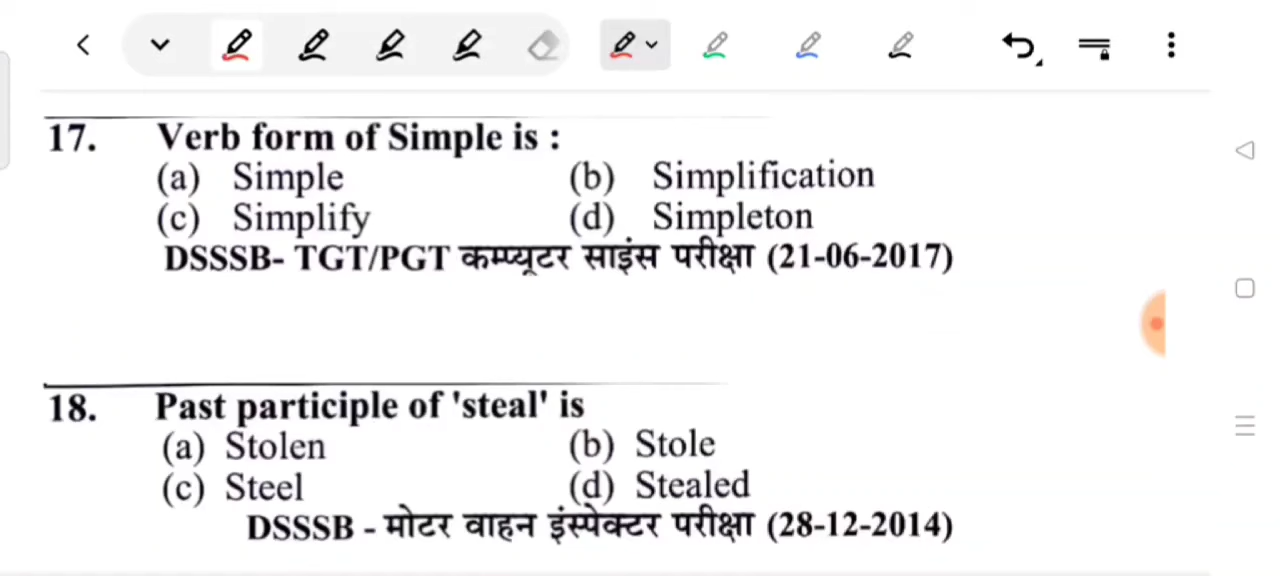 17. Verb form of Simple is :
(a) Simple (b) Simplification
(c) Simplify (d) Simpleton
DSSSB- TGT/PGT कम्प्यूटर साइंस परीक्षा (21-06-2017)
18. Past participle of 'steal' is
(a) Stolen (b) Stole
(c) Steel (d) Stealed
DSSSB - मोटर वाहन इंस्पेक्टर परीक्षा (28-12-2014)